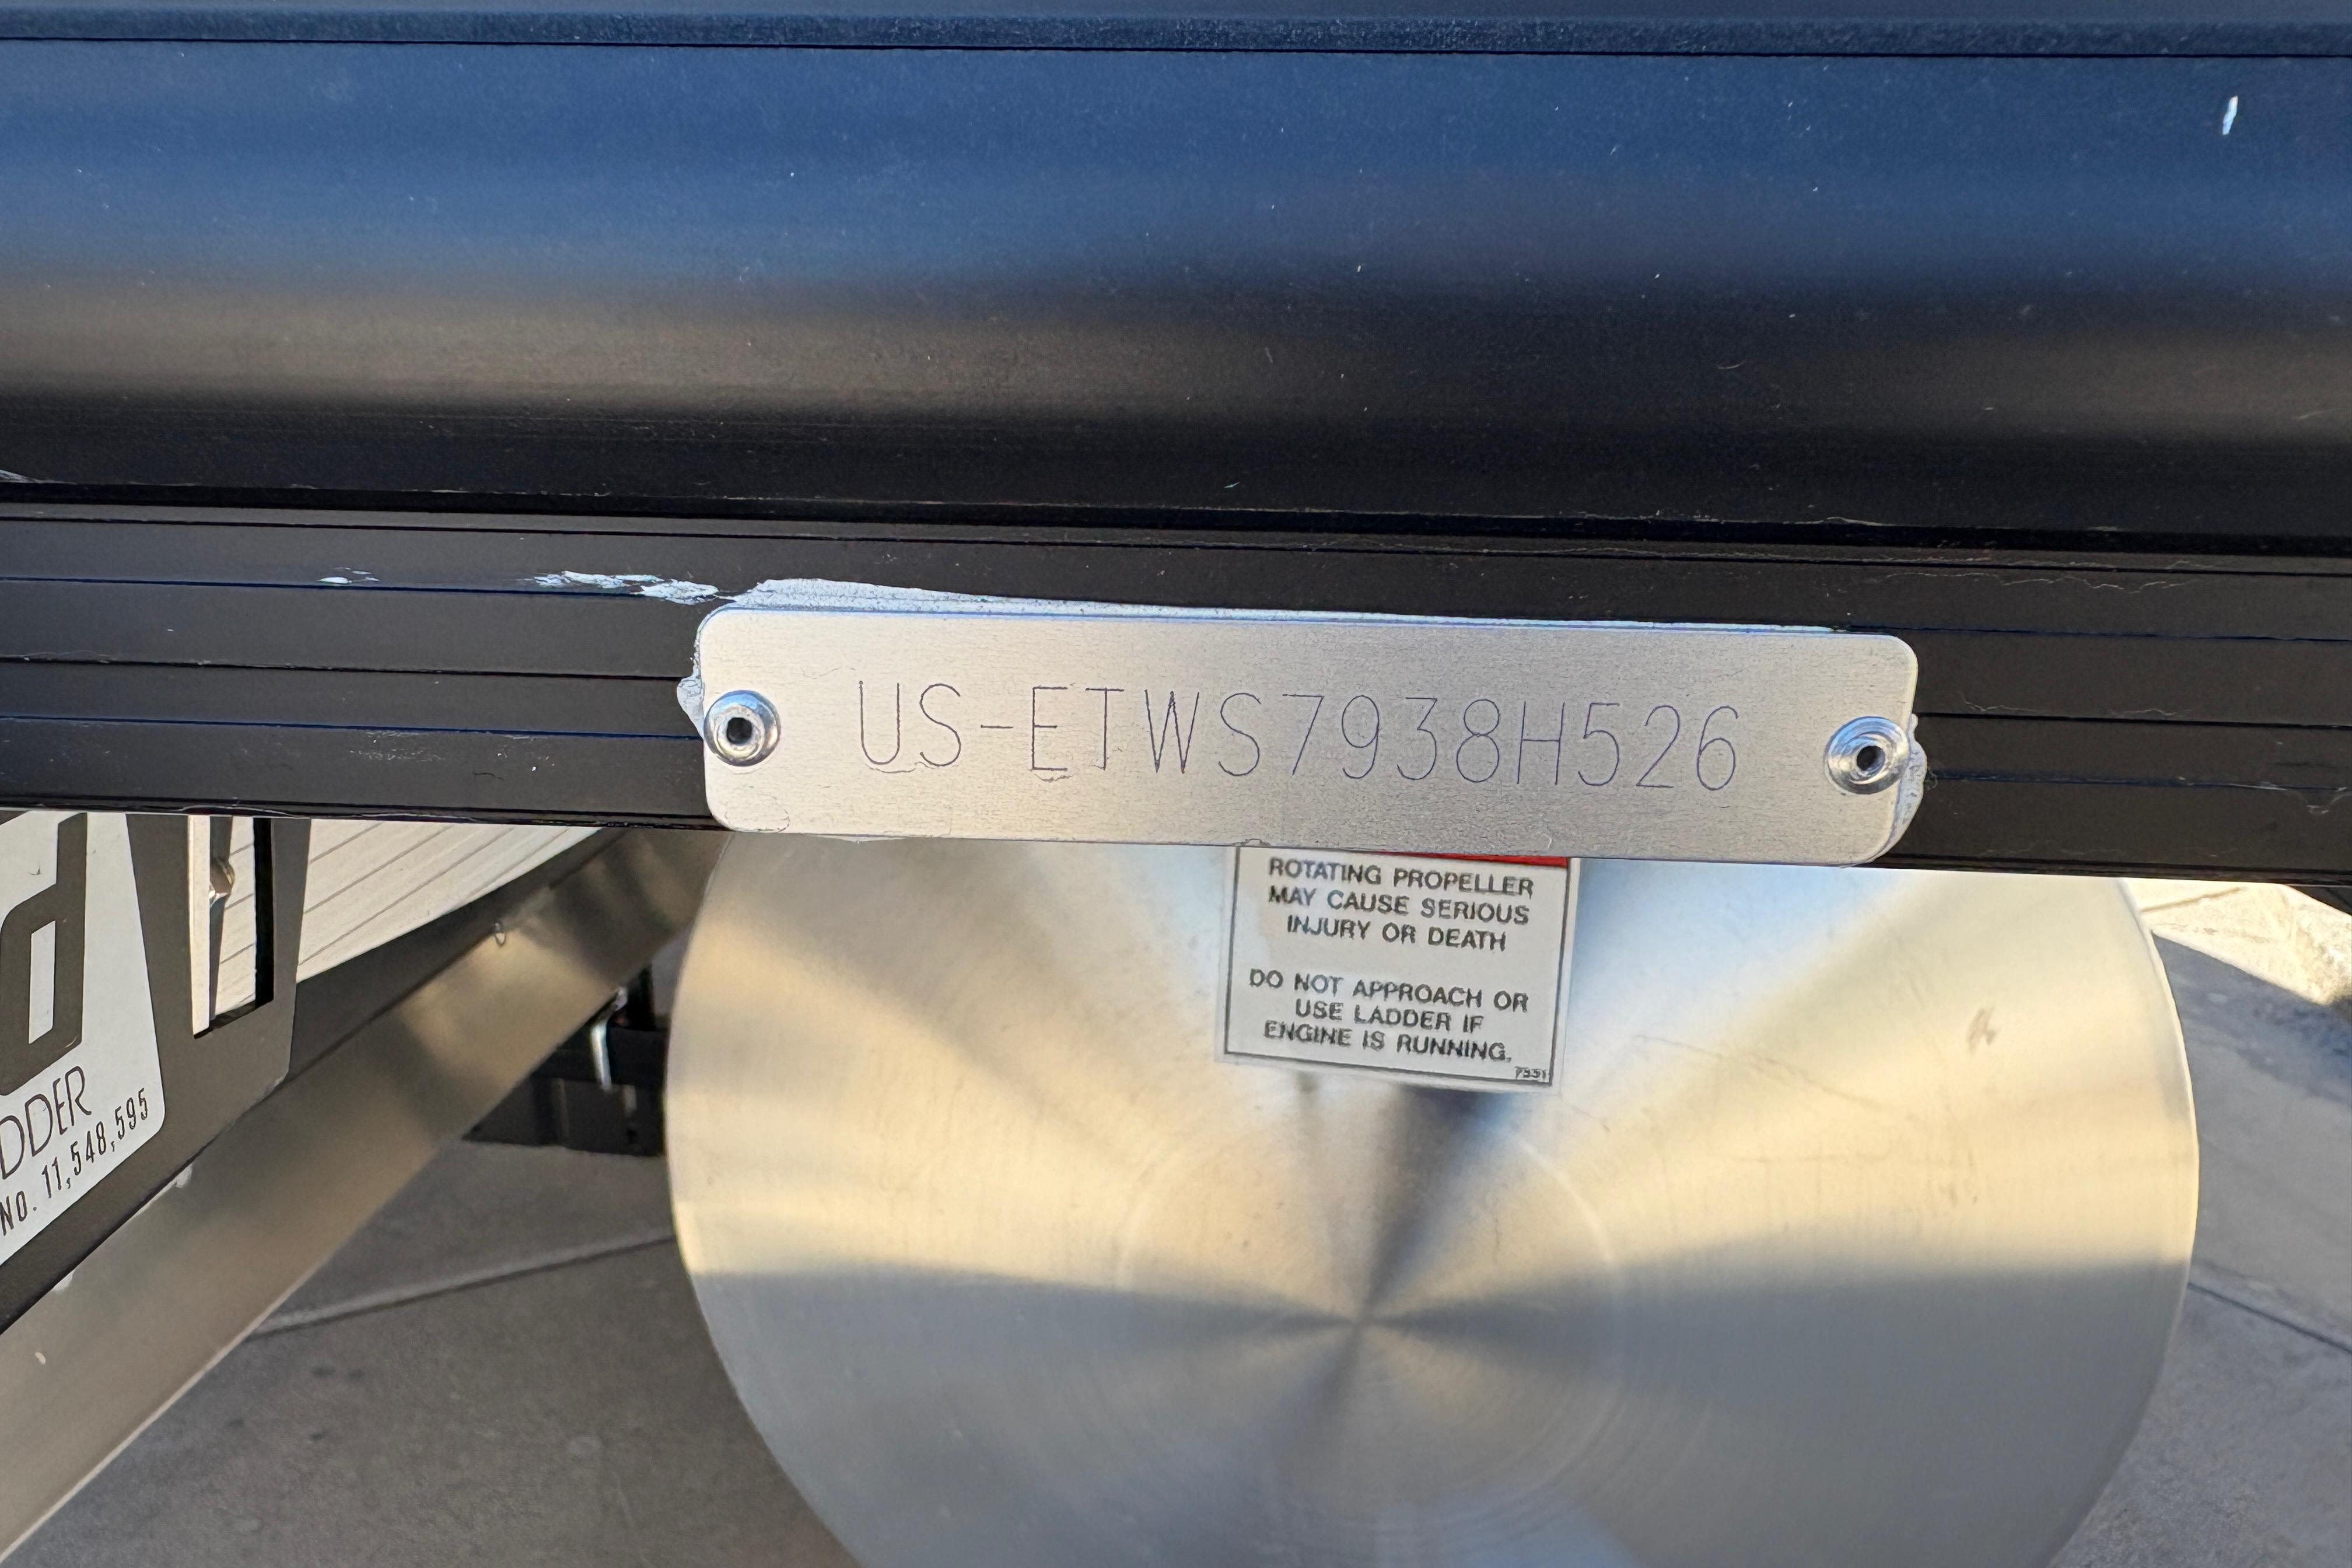 US-ETWS7938H526
ROTATING PROPELLER
MAY CAUSE SERIOUS
INJURY OR DEATH
DO NOT APPROACH OR
USE LADDER IF
ENGINE IS RUNNING.
7931
d
DDER
NO. 11,548,595